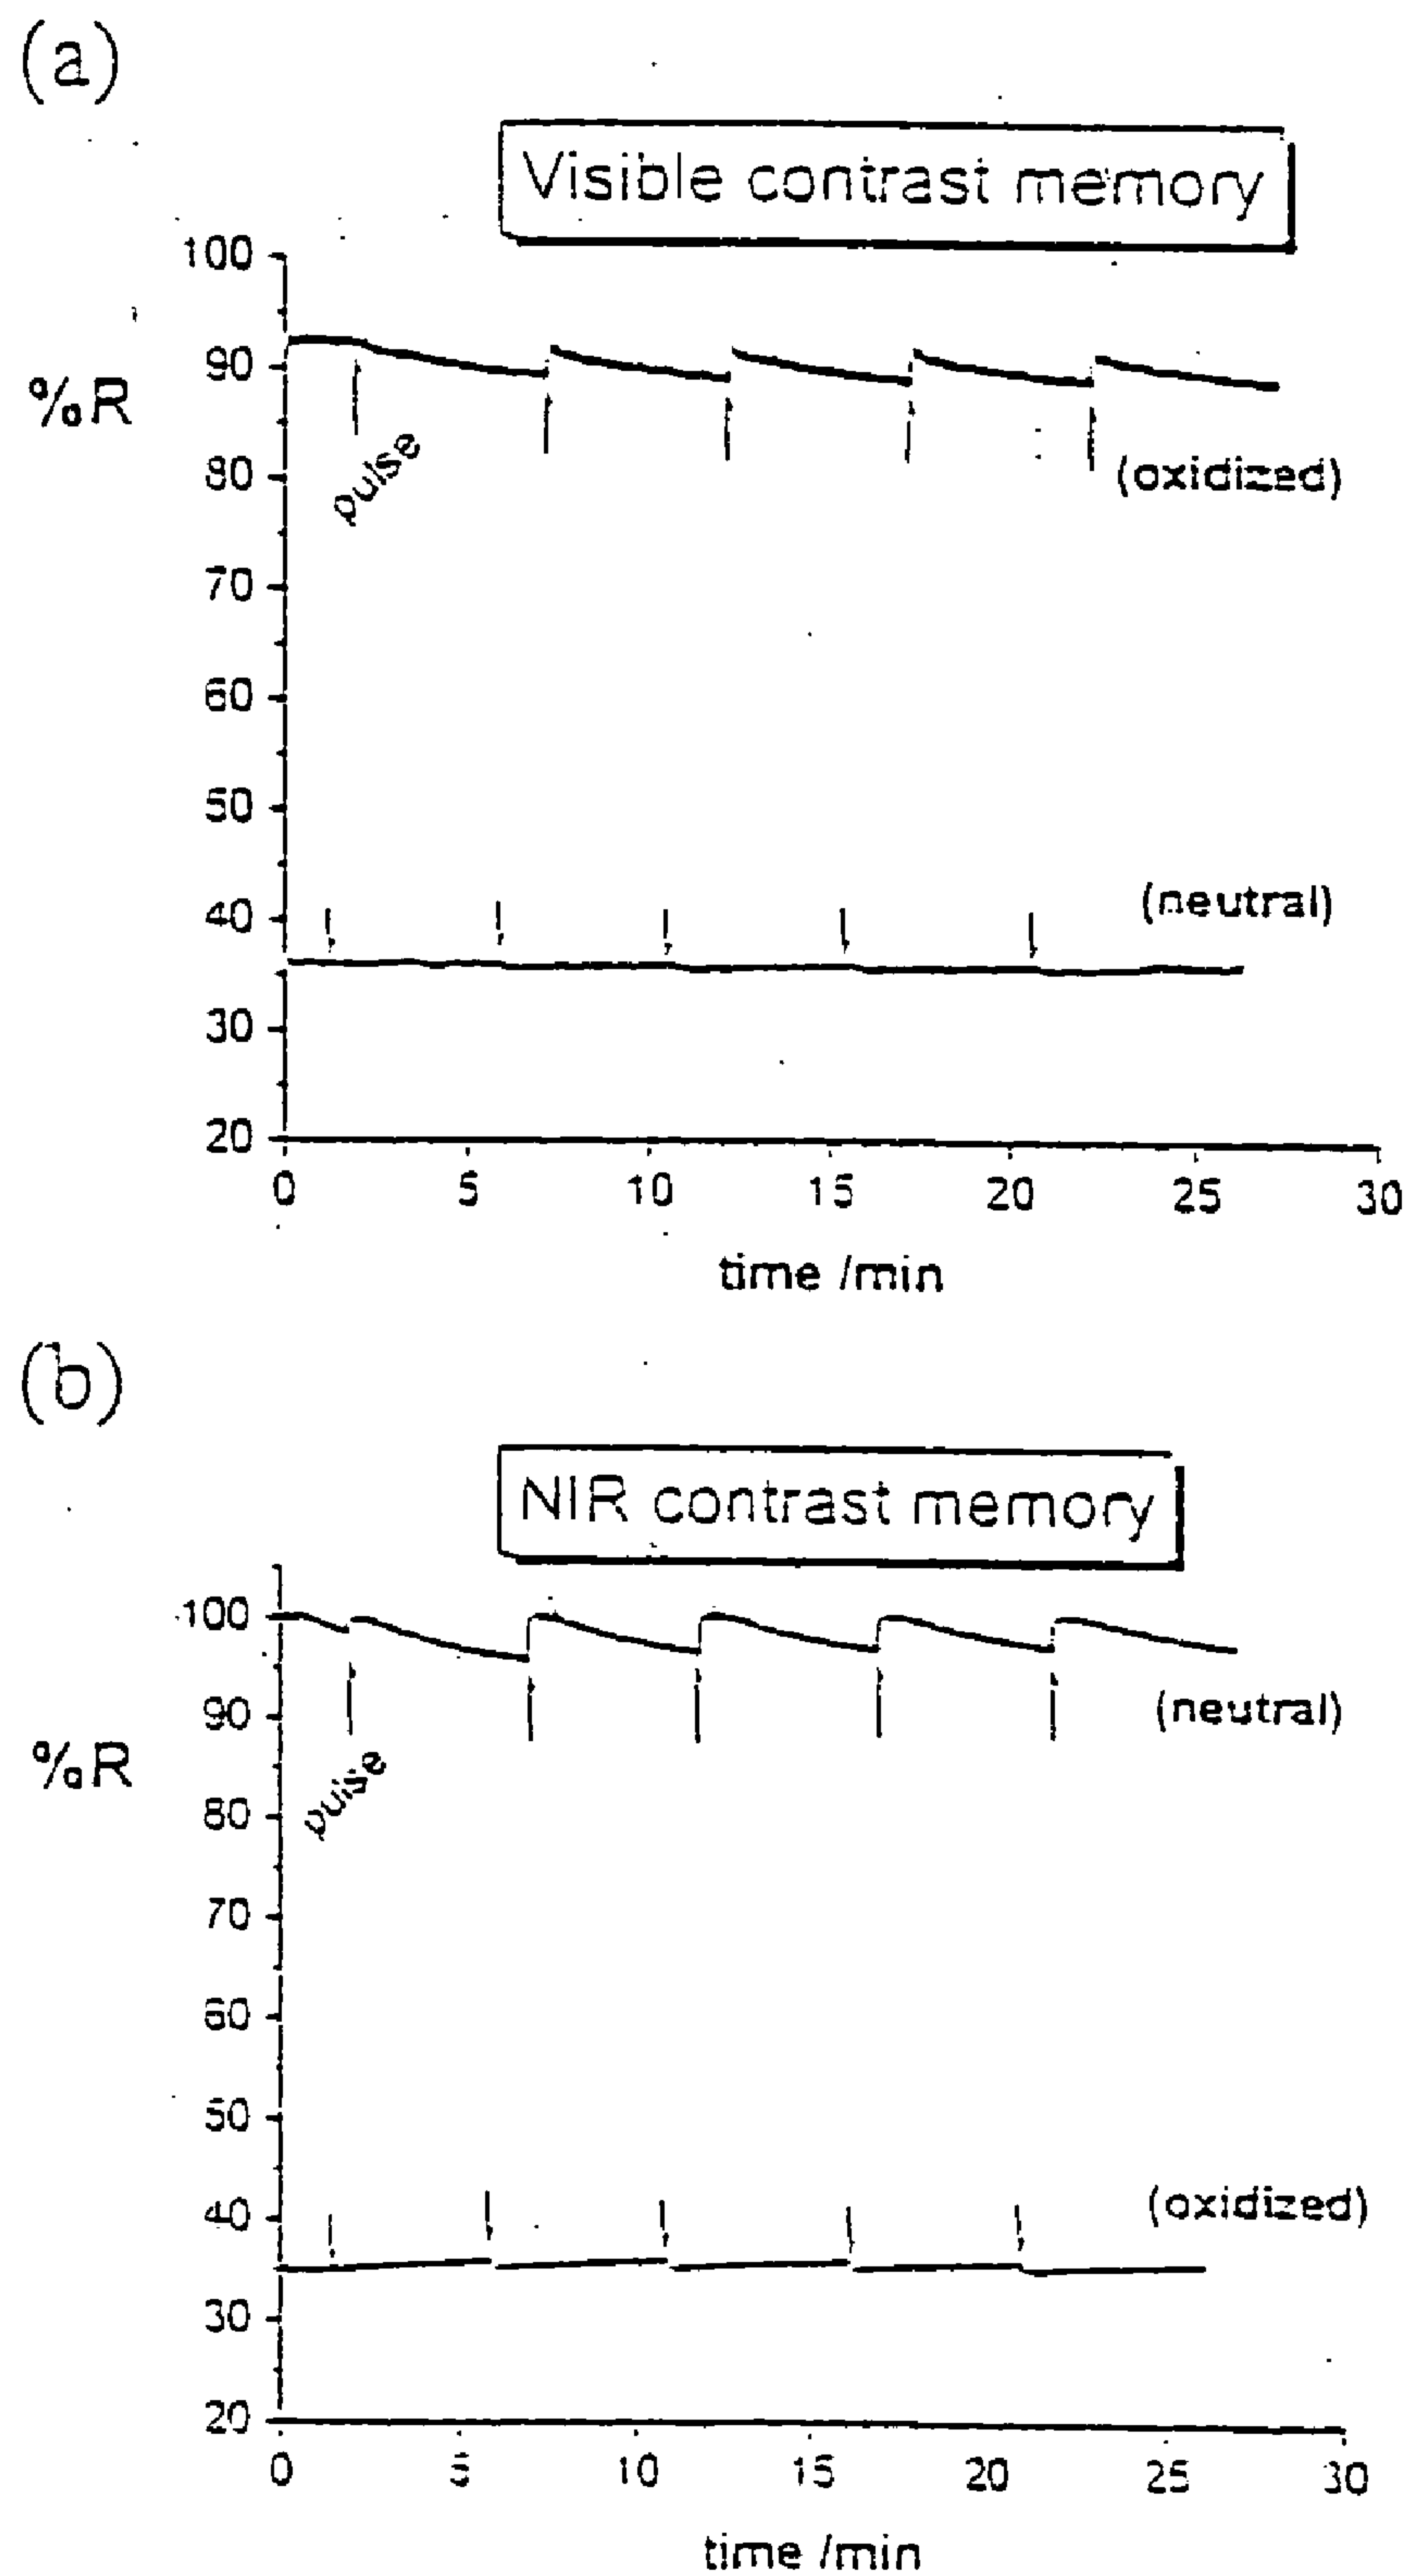 (a)
Visible contrast memory
100
90
%R
pulse
80
(oxidized)
70
60
50
(neutral)
40
30
20
0 5 10 15 20 25 30
time /min
(b)
NIR contrast memory
100
90
(neutral)
%R
pulse
80
70
60
50
(oxidized)
40
30
20
0 5 10 15 20 25 30
time /min